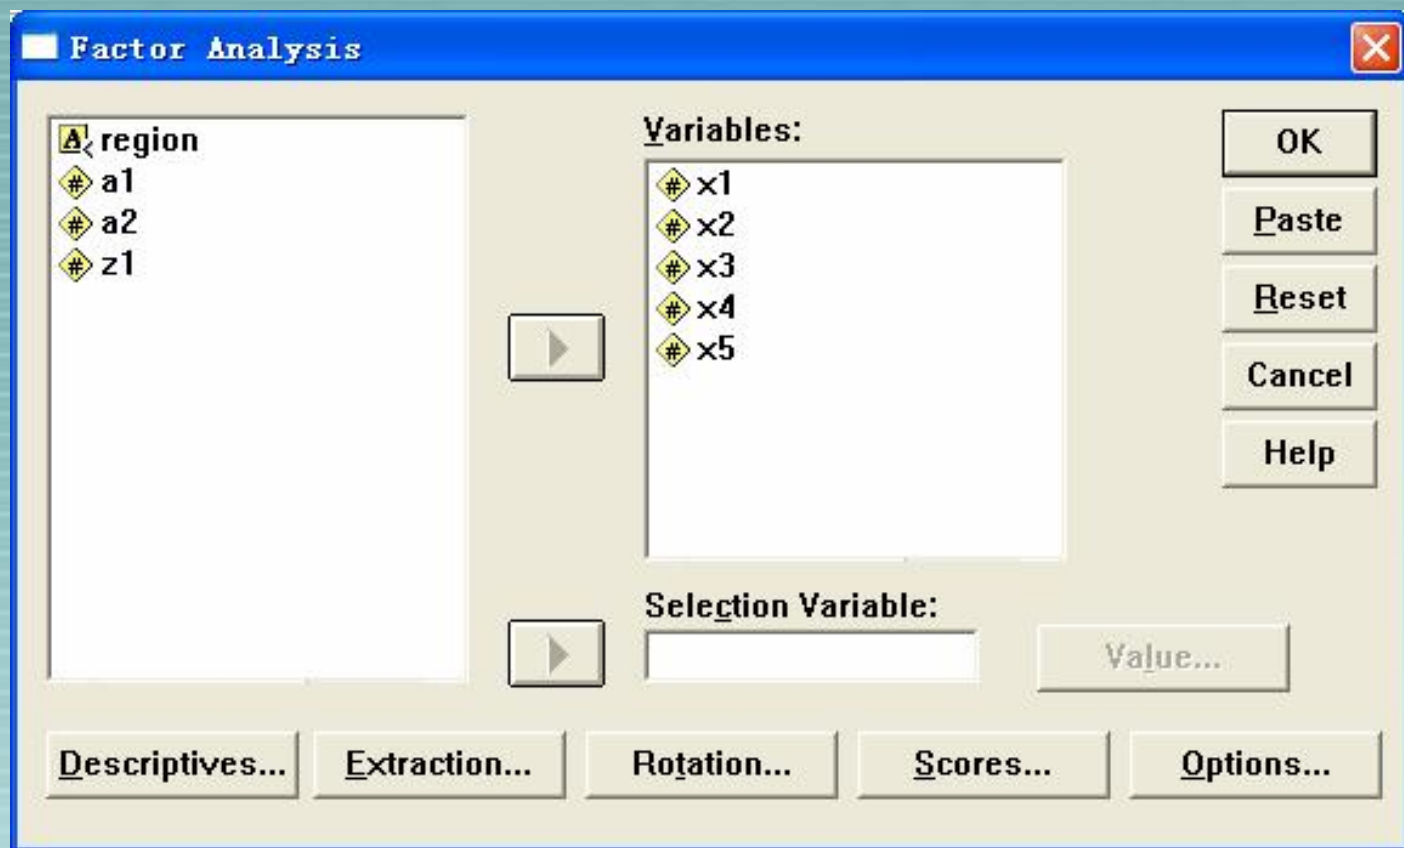 Factor Analysis
region
a1
a2
z1
Variables:
x1
x2
x3
x4
x5
Selection Variable:
Value...
OK
Paste
Reset
Cancel
Help
Descriptives...
Extraction...
Rotation...
Scores...
Options...